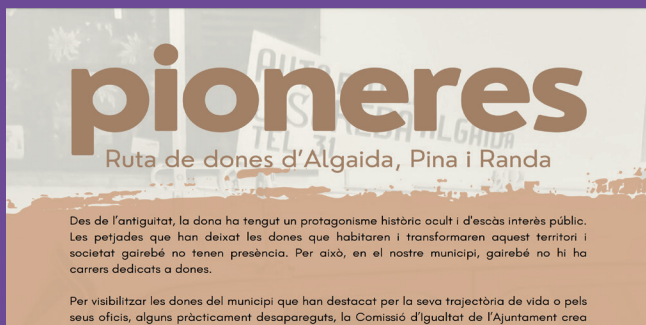 AUTO
TEL. 31
ALGAIDA
pioneres
Ruta de dones d'Algaida, Pina i Randa
Des de l'antiguitat, la dona ha tengut un protagonisme històric ocult i d'escàs interès públic.
Les petjades que han deixat les dones que habitaren i transformaren aquest territori i
societat gairebé no tenen presència. Per això, en el nostre municipi, gairebé no hi ha
carrers dedicats a dones.
Per visibilitzar les dones del municipi que han destacat per la seva trajectòria de vida o pels
seus oficis, alguns pràcticament desapareguts, la Comissió d'Igualtat de l'Ajuntament crea